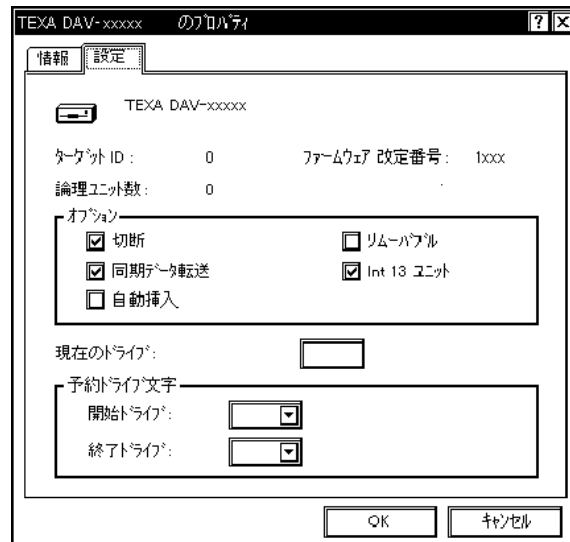 TEXA DAV-xxxxx のプロパティ
情報 設定
TEXA DAV-xxxxx
ターゲット ID : 0 ファームウェア 改定番号 : 1xxx
論理ユニット数 : 0
オプション
切断 リムーバブル
同期データ転送 Int 13 ユニット
自動挿入
現在のドライブ :
予約ドライブ文字
開始ドライブ :
終了ドライブ :
OK キャンセル